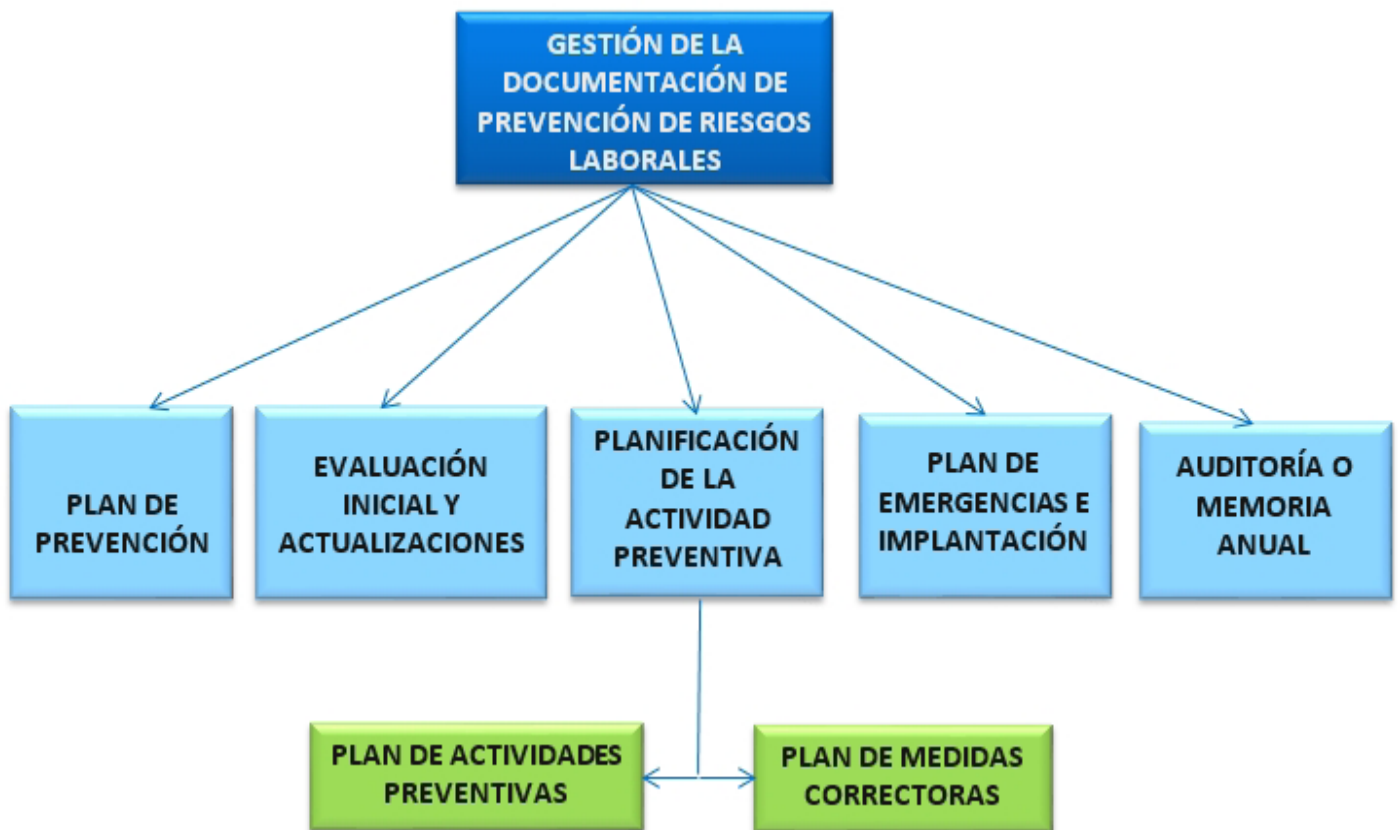 GESTIÓN DE LA
DOCUMENTACIÓN DE
PREVENCIÓN DE RIESGOS
LABORALES
PLAN DE
PREVENCIÓN
EVALUACIÓN
INICIAL Y
ACTUALIZACIONES
PLANIFICACIÓN
DE LA
ACTIVIDAD
PREVENTIVA
PLAN DE
EMERGENCIAS E
IMPLANTACIÓN
AUDITORÍA O
MEMORIA
ANUAL
PLAN DE ACTIVIDADES
PREVENTIVAS
PLAN DE MEDIDAS
CORRECTORAS